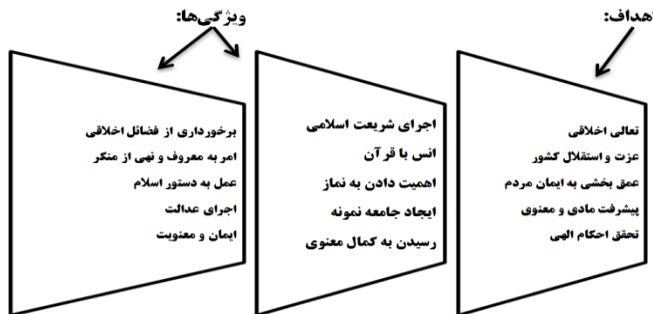 اهداف:
تعالی اخلاقی
عزت و استقلال کشور
عمق بخشی به ایمان مردم
پیشرفت مادی و معنوی
تحقق احکام الهی
ویژگی‌ها:
اجرای شریعت اسلامی
انس با قرآن
اهمیت دادن به نماز
ایجاد جامعه نمونه
رسیدن به کمال معنوی
برخورداری از فضائل اخلاقی
امر به معروف و نهی از منکر
عمل به دستور اسلام
اجرای عدالت
ایمان و معنویت